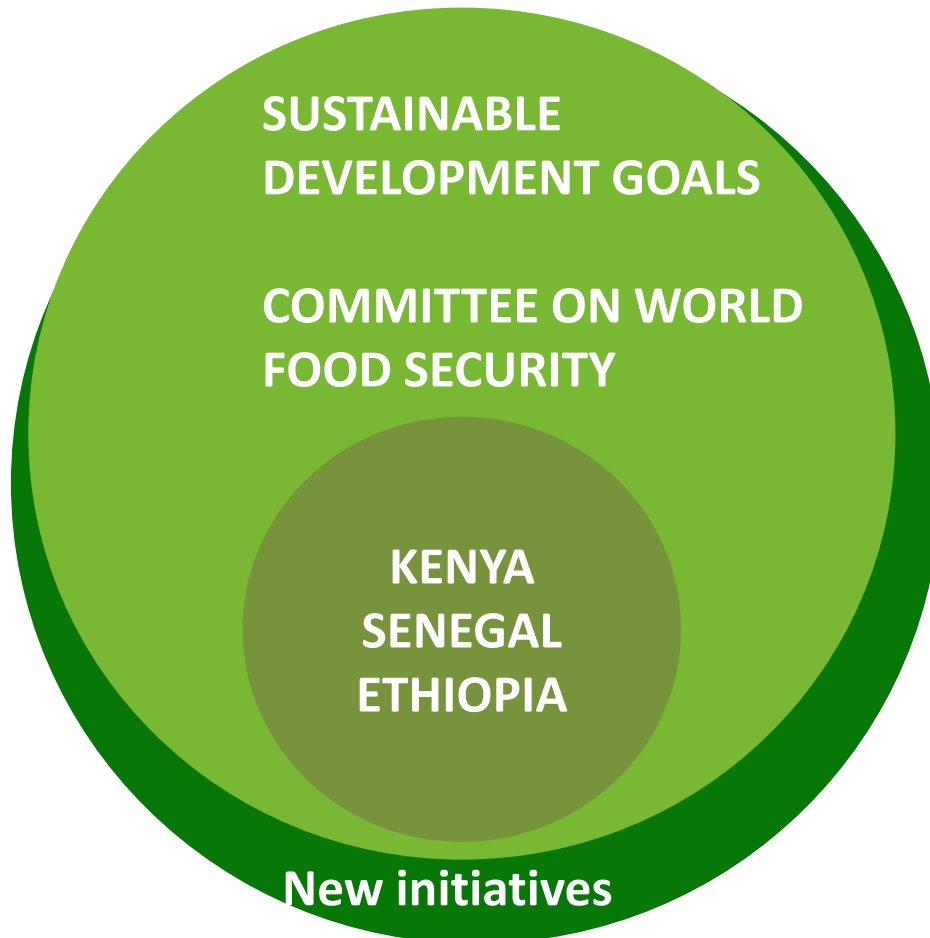 SUSTAINABLE
DEVELOPMENT GOALS
COMMITTEE ON WORLD
FOOD SECURITY
KENYA
SENEGAL
ETHIOPIA
New initiatives